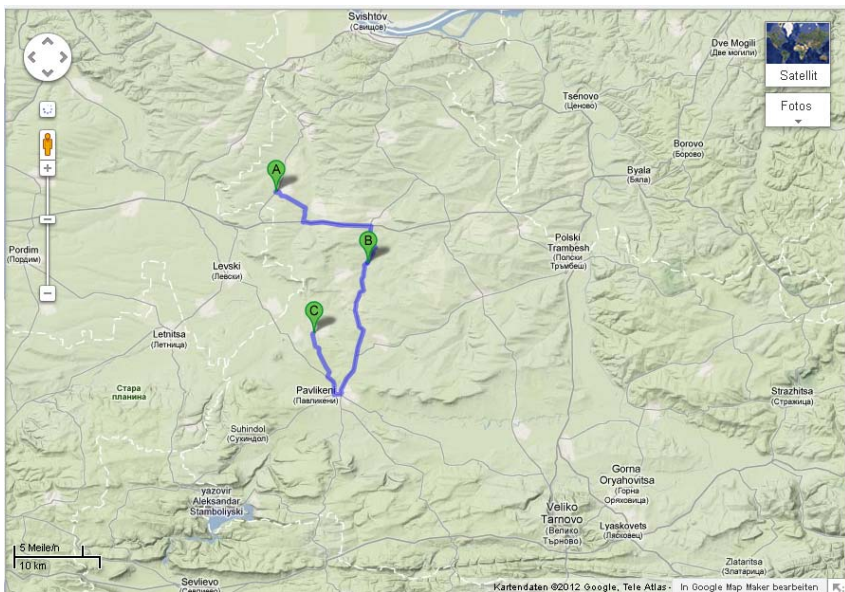 Svishtov
(Свищов)
Dve Mogili
(Две могили)
Satellit
Fotos
Tsenovo
(Ценово)
Borovo
(Борово)
A
Byala
(Бяла)
B
Pordim
(Пордим)
Polski
Trambesh
(Полски
Тръмбеш)
Levski
(Левски)
C
Letnitsa
(Летница)
Стара
планина
Pavlikeni
(Павликени)
Strazhitsa
(Стражица)
Suhindol
(Сухиндол)
Gorna
Oryahovitsa
(Горна
Оряховица)
yazovir
Aleksandar
Stamboliyski
Veliko
Tarnovo
(Велико
Търново)
Lyaskovets
(Лясковец)
5 Meile/n
10 km
Zlataritsa
(Златарица)
Sevlievo
(Севлиево)
Kartendaten ©2012 Google, Tele Atlas - In Google Map Maker bearbeiten